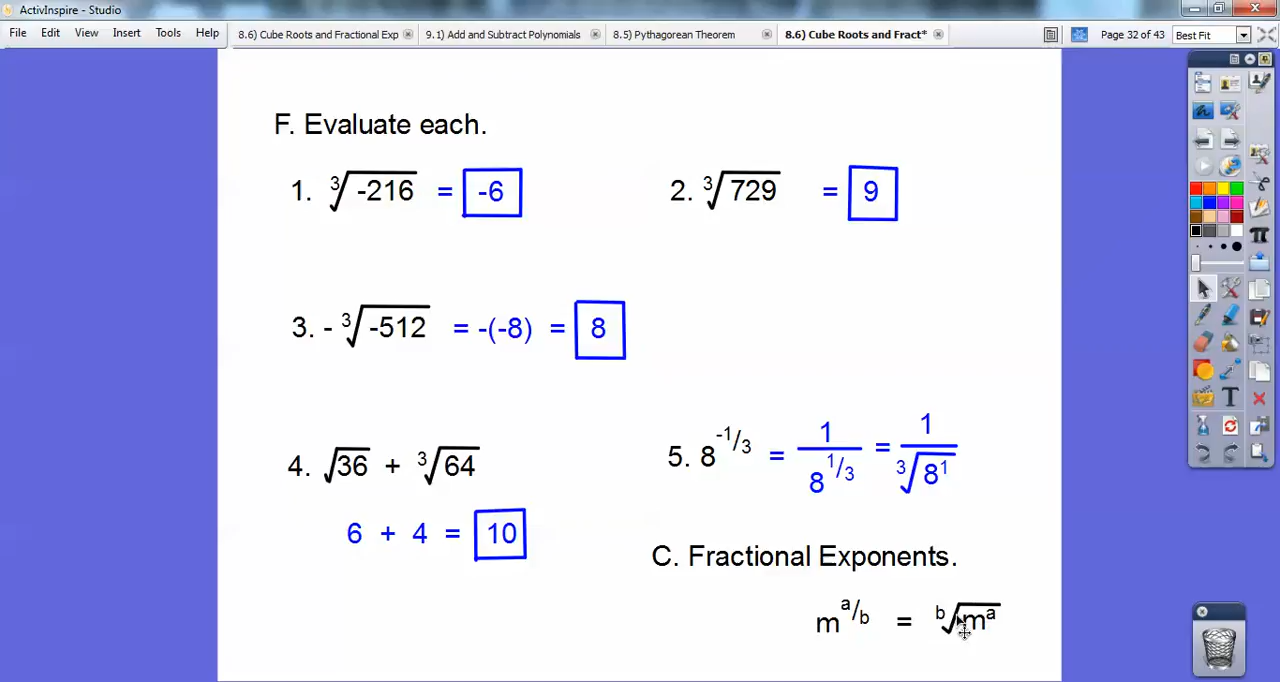 ActivInspire - Studio
File Edit View Insert Tools Help
8.6) Cube Roots and Fractional Exp 9.1) Add and Subtract Polynomials 8.5) Pythagorean Theorem 8.6) Cube Roots and Fract* Page 32 of 43 Best Fit
F. Evaluate each.
1. ∛-216 = -6
2. ∛729 = 9
3. - ∛-512 = -(-8) = 8
4. √36 + ∛64
6 + 4 = 10
5. 8^(-1/3) = 1/8^(1/3) = 1/∛8^1
C. Fractional Exponents.
m^(a/b) = ᵇ√m^a